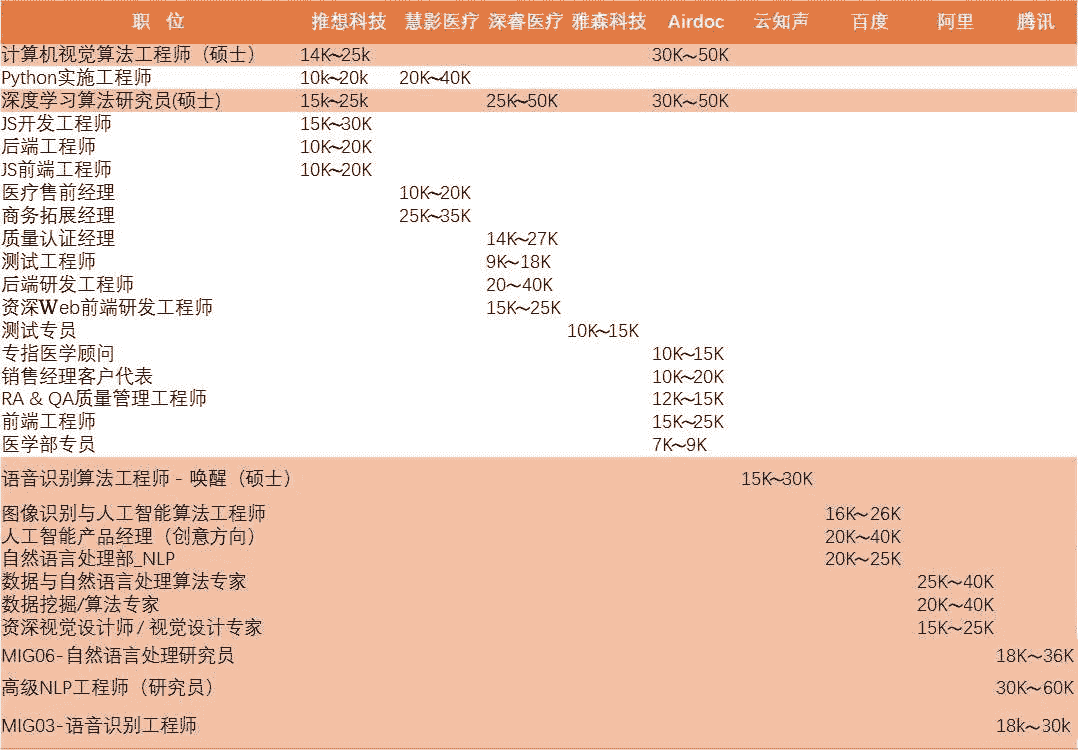 职 位 推想科技 慧影医疗 深睿医疗 雅森科技 Airdoc 云知声 百度 阿里 腾讯
计算机视觉算法工程师（硕士） 14K~25k 30K~50K
Python实施工程师 10k~20k 20K~40K
深度学习算法研究员(硕士) 15k~25k 25K~50K 30K~50K
JS开发工程师 15K~30K
后端工程师 10K~20K
JS前端工程师 10K~20K
医疗售前经理 10K~20K
商务拓展经理 25K~35K
质量认证经理 14K~27K
测试工程师 9K~18K
后端研发工程师 20～40K
资深Web前端研发工程师 15K~25K
测试专员 10K~15K
专指医学顾问 10K~15K
销售经理客户代表 10K~20K
RA & QA质量管理工程师 12K~15K
前端工程师 15K~25K
医学部专员 7K~9K
语音识别算法工程师 - 唤醒（硕士） 15K~30K
图像识别与人工智能算法工程师 16K～26K
人工智能产品经理（创意方向） 20K～40K
自然语言处理部_NLP 20K～25K
数据与自然语言处理算法专家 25K～40K
数据挖掘/算法专家 20K～40K
资深视觉设计师 / 视觉设计专家 15K～25K
MIG06-自然语言处理研究员 18K～36K
高级NLP工程师（研究员） 30K～60K
MIG03-语音识别工程师 18k～30k